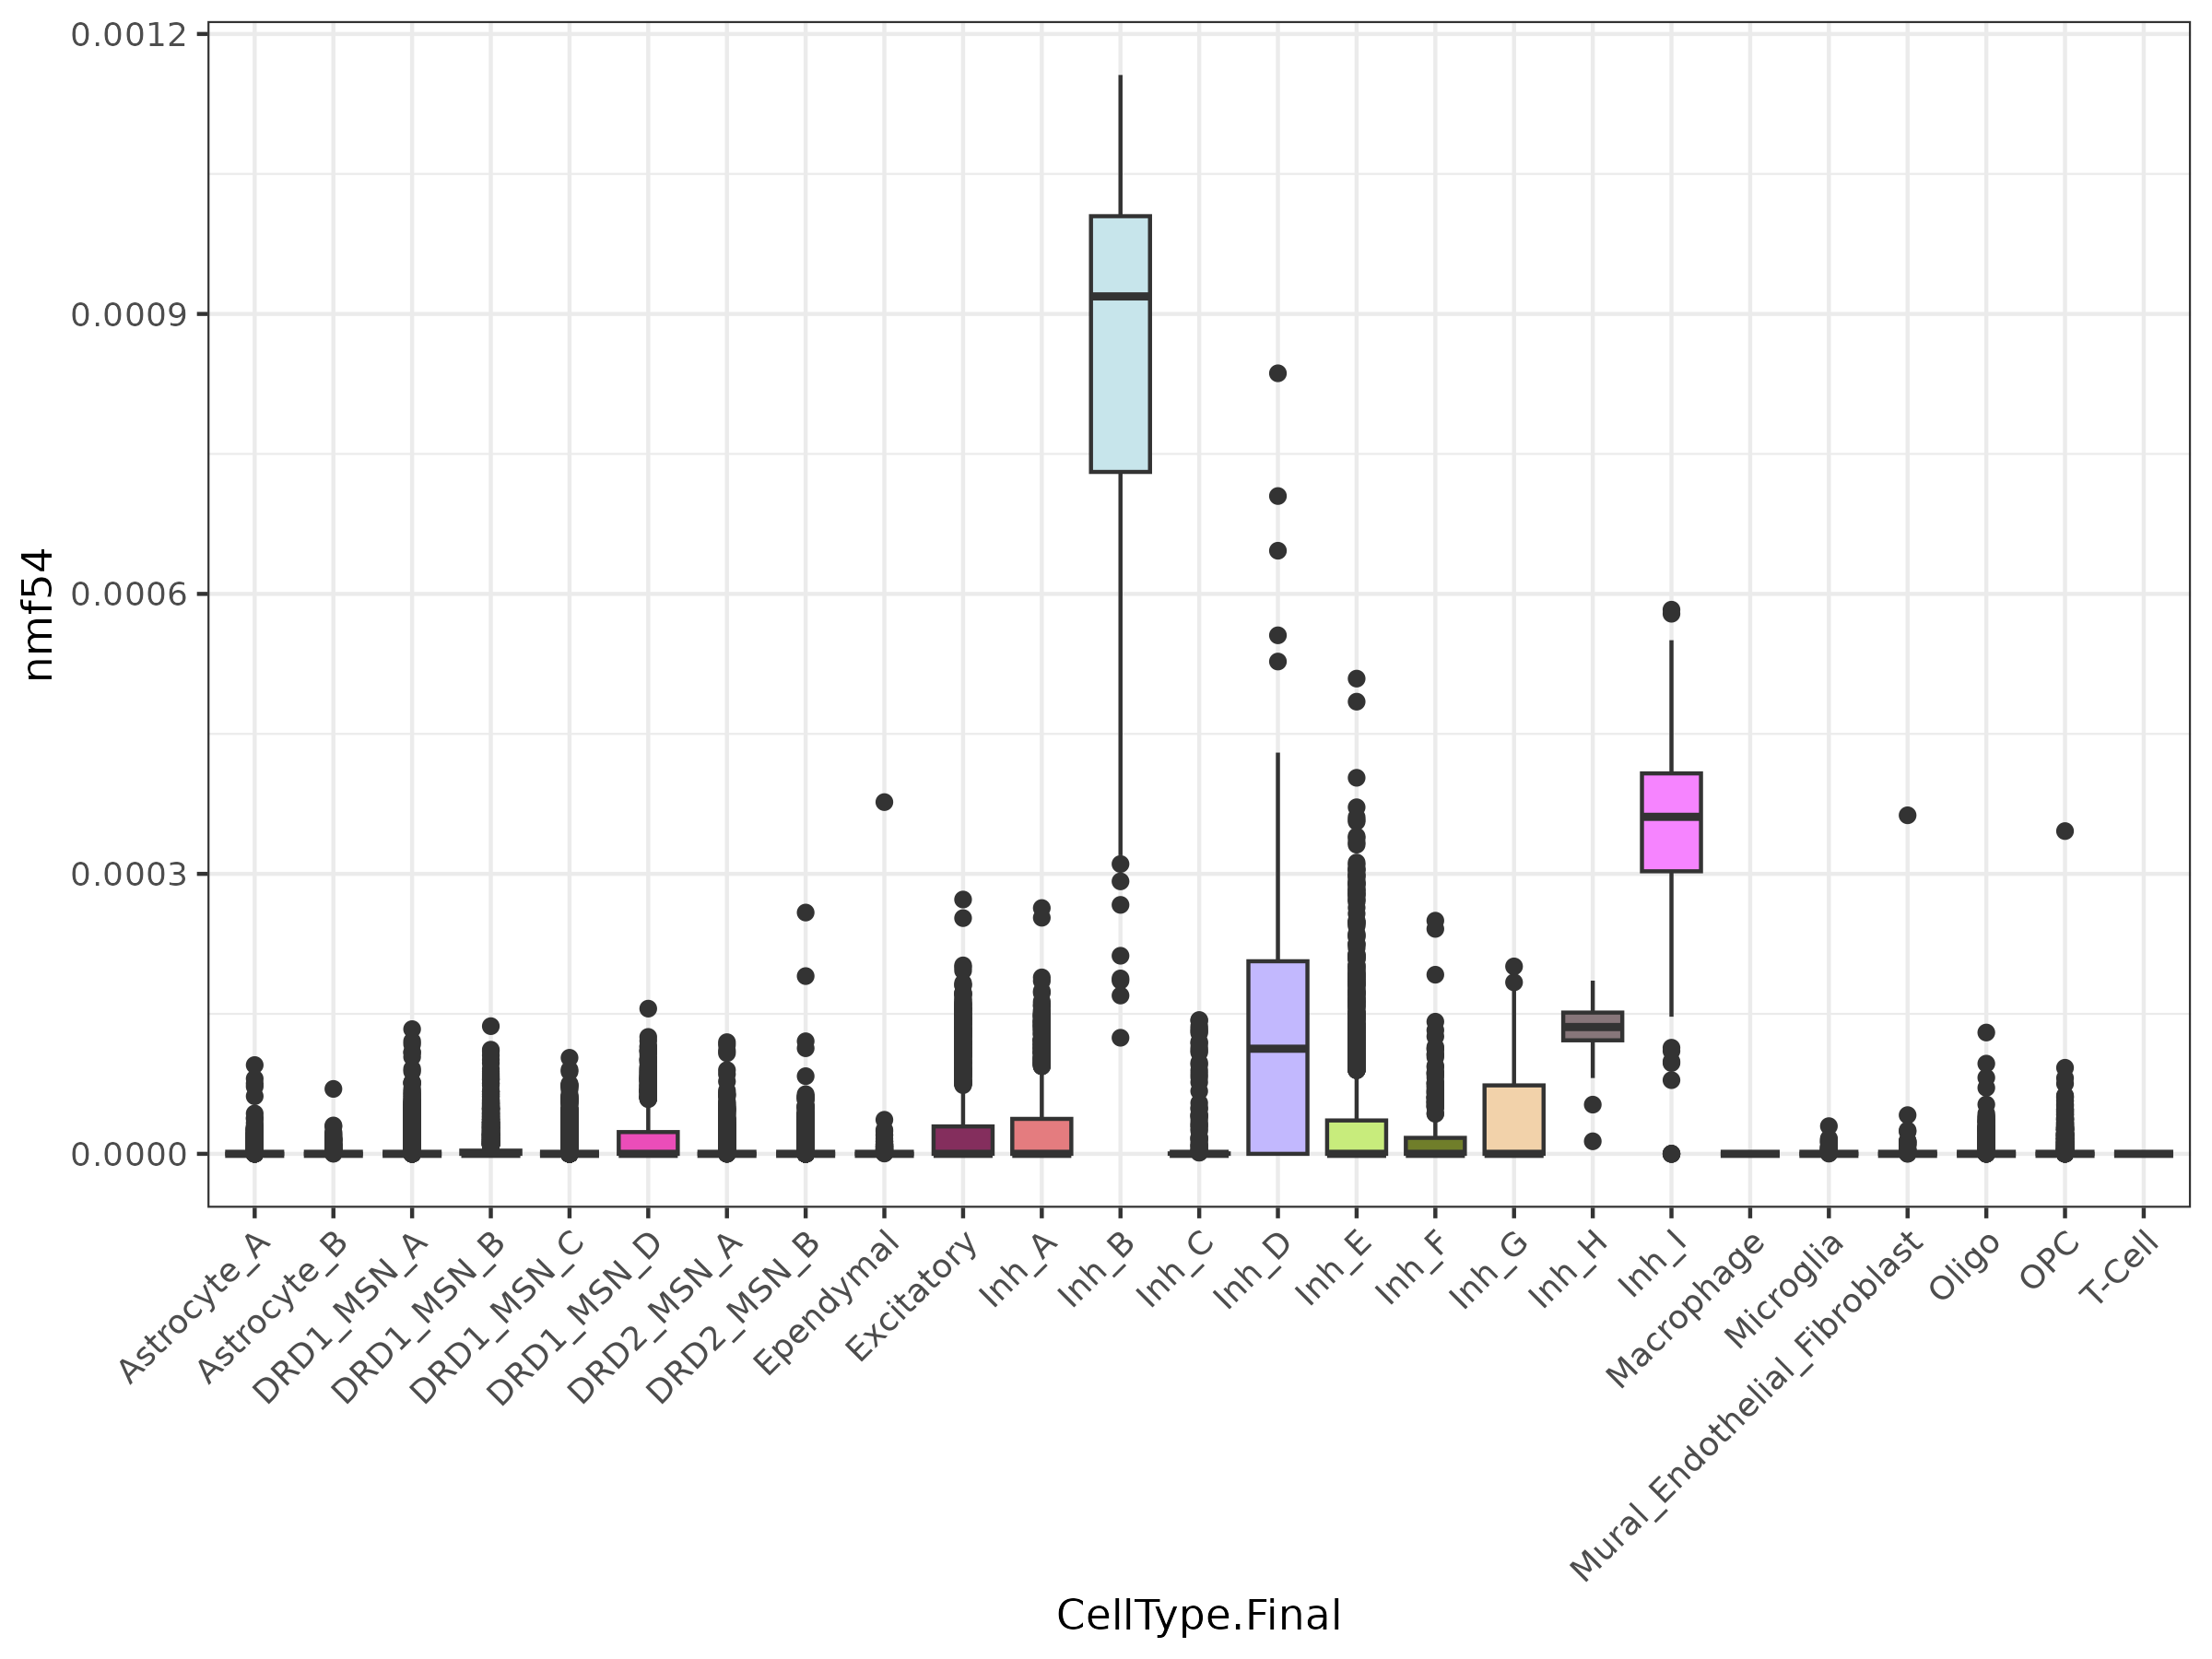 0.0012
0.0009
0.0006
0.0003
0.0000
nmf54
Astrocyte_A
Astrocyte_B
DRD1_MSN_A
DRD1_MSN_B
DRD1_MSN_C
DRD1_MSN_D
DRD2_MSN_A
DRD2_MSN_B
Ependymal
Excitatory
Inh_A
Inh_B
Inh_C
Inh_D
Inh_E
Inh_F
Inh_G
Inh_H
Inh_I
Macrophage
Microglia
Mural_Endothelial_Fibroblast
Oligo
OPC
T-Cell
CellType.Final